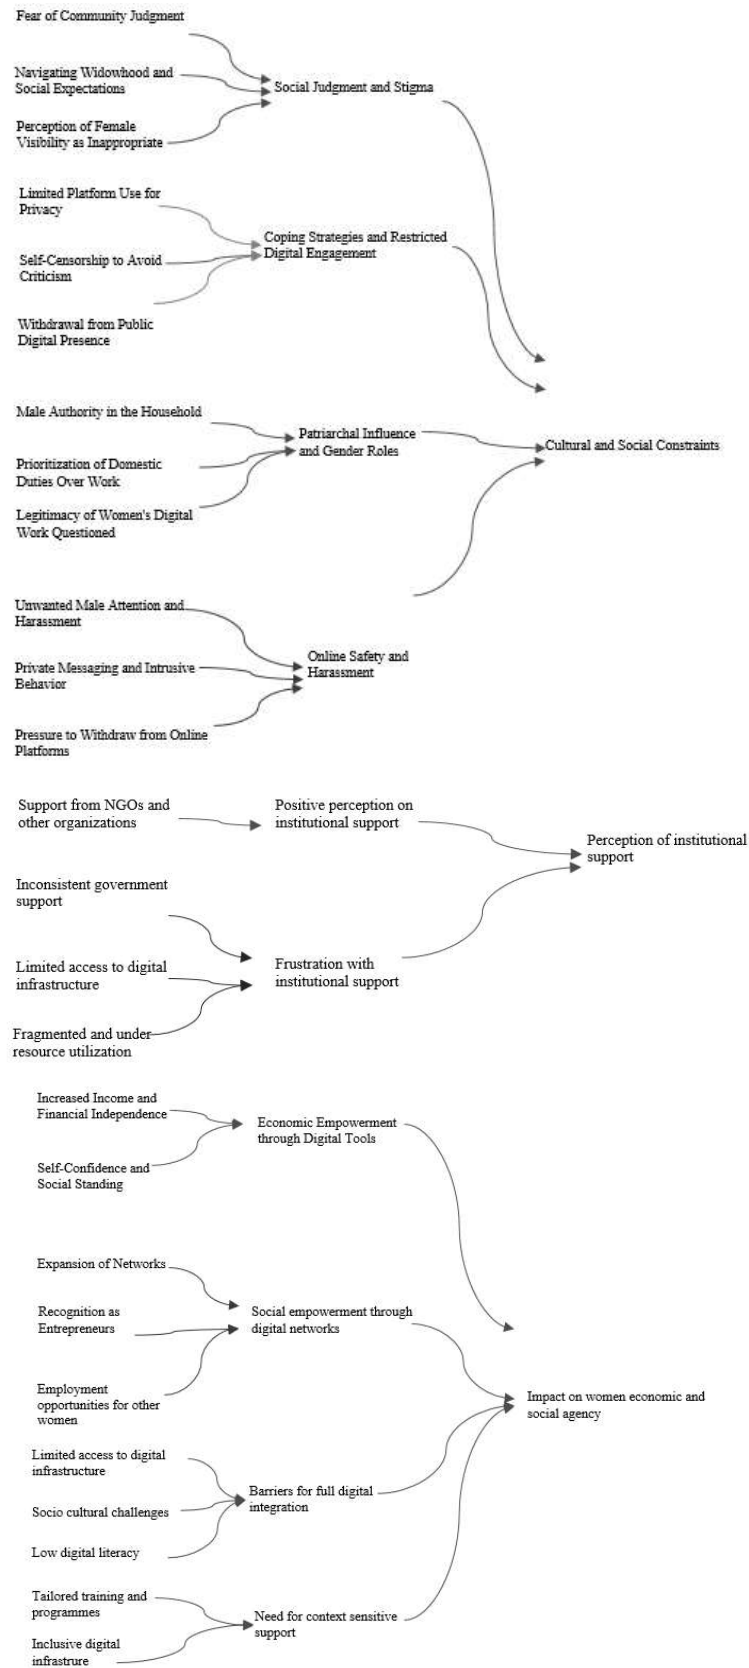 Fear of Community Judgment
Navigating Widowhood and
Social Expectations
Perception of Female
Visibility as Inappropriate
Social Judgment and Stigma
Limited Platform Use for
Privacy
Self-Censorship to Avoid
Criticism
Withdrawal from Public
Digital Presence
Coping Strategies and Restricted
Digital Engagement
Male Authority in the Household
Prioritization of Domestic
Duties Over Work
Legitimacy of Women's Digital
Work Questioned
Patriarchal Influence
and Gender Roles
Cultural and Social Constraints
Unwanted Male Attention and
Harassment
Private Messaging and Intrusive
Behavior
Pressure to Withdraw from Online
Platforms
Online Safety and
Harassment
Support from NGOs and
other organizations
Positive perception on
institutional support
Perception of institutional
support
Inconsistent government
support
Limited access to digital
infrastructure
Fragmented and under
resource utilization
Frustration with
institutional support
Increased Income and
Financial Independence
Self-Confidence and
Social Standing
Economic Empowerment
through Digital Tools
Expansion of Networks
Recognition as
Entrepreneurs
Employment
opportunities for other
women
Social empowerment through
digital networks
Impact on women economic and
social agency
Limited access to digital
infrastructure
Socio cultural challenges
Low digital literacy
Barriers for full digital
integration
Tailored training and
programmes
Inclusive digital
infrastrure
Need for context sensitive
support